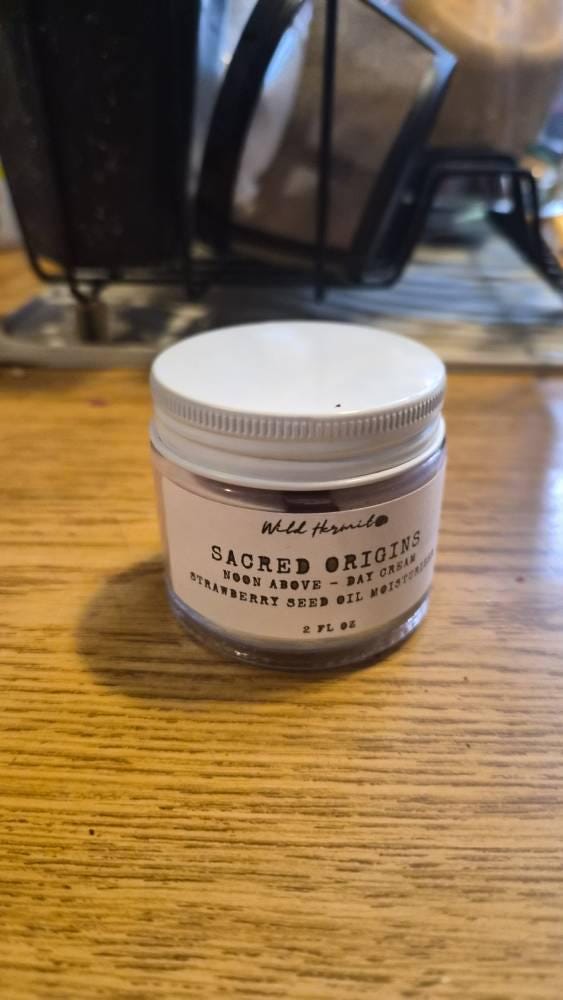 Wild Hermit
SACRED ORIGINS
NOON ABOVE - DAY CREAM
STRAWBERRY SEED OIL MOISTURIZER
2 FL OZ